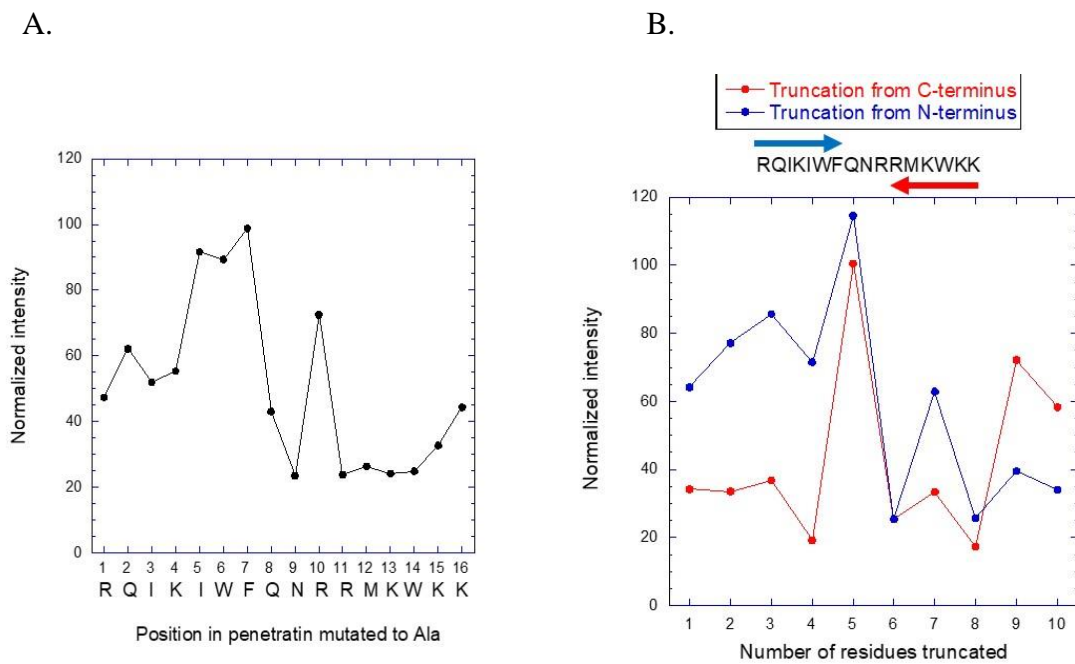 A.
B.
Truncation from C-terminus
Truncation from N-terminus
RQIKIWFQNRRMKWKK
120
100
80
60
40
20
0
Normalized intensity
1 2 3 4 5 6 7 8 9 10 11 12 13 14 15 16
R Q I K I W F Q N R R M K W K K
Position in penetratin mutated to Ala
120
100
80
60
40
20
0
Normalized intensity
1 2 3 4 5 6 7 8 9 10
Number of residues truncated